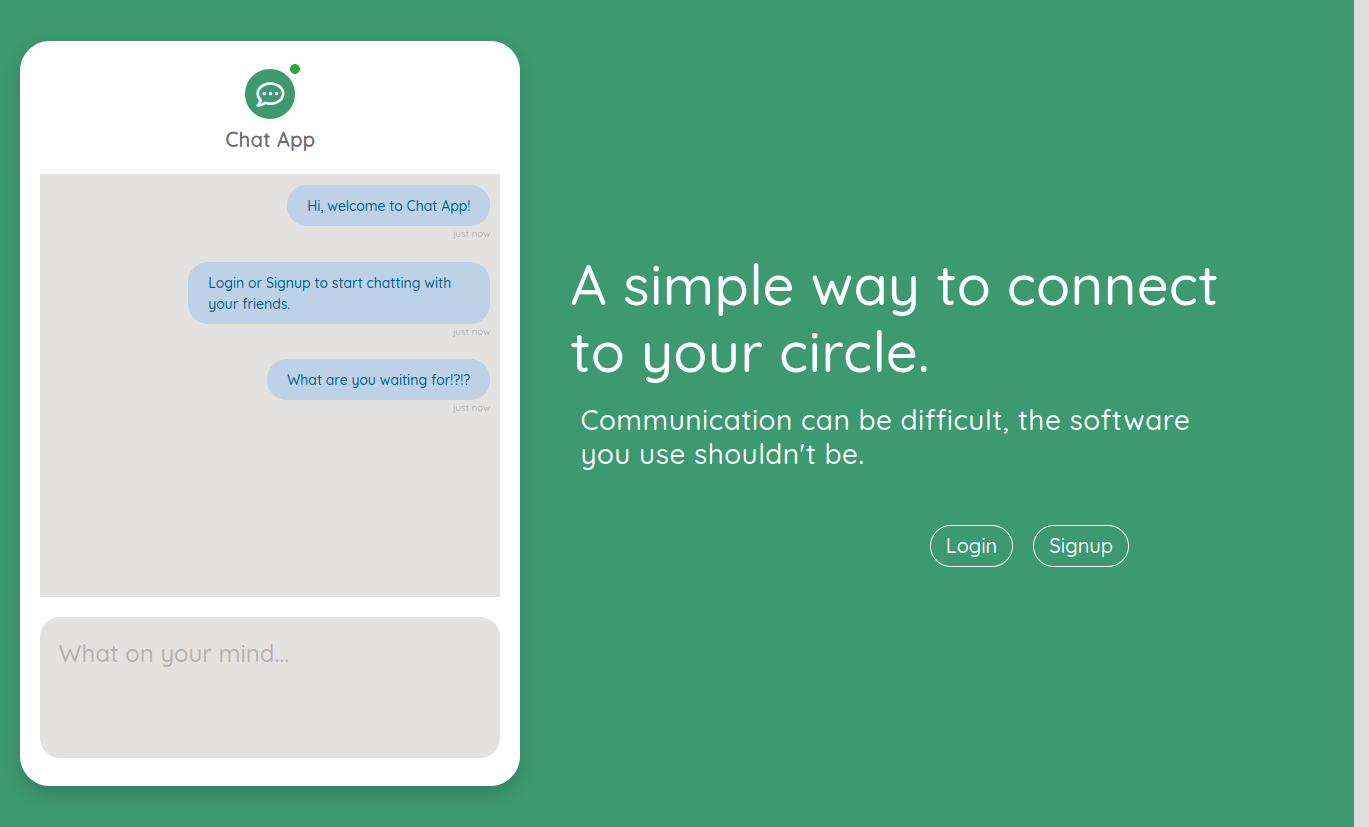 Chat App
Hi, welcome to Chat App!
just now
Login or Signup to start chatting with
your friends.
just now
What are you waiting for!?!?
just now
What on your mind...
A simple way to connect
to your circle.
Communication can be difficult, the software
you use shouldn't be.
Login
Signup